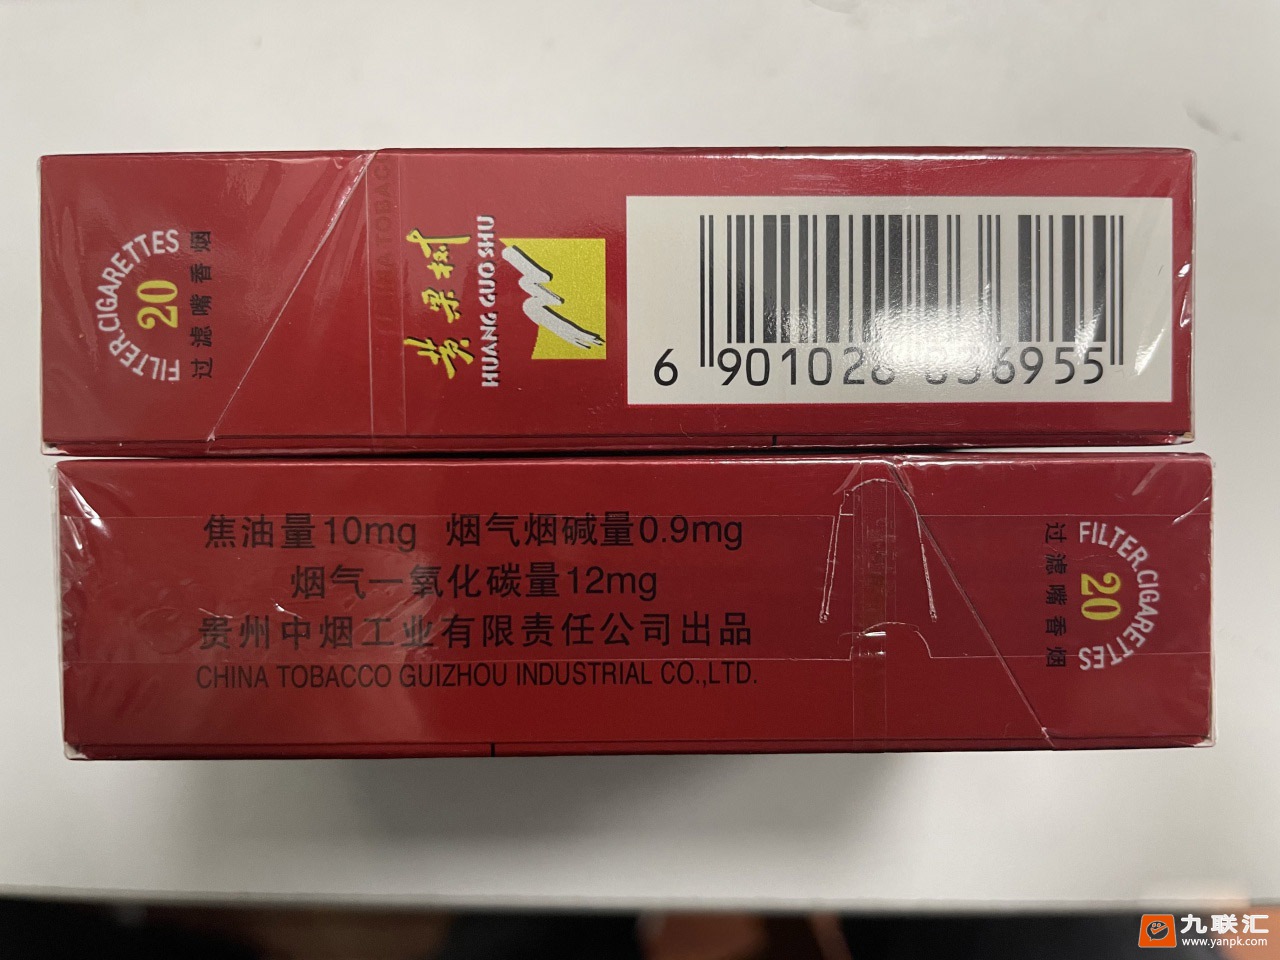 FILTER.CIGARETTES
20
过滤嘴香烟
黄果树
HUANG GUO SHU
6 901028
6955
焦油量10mg 烟气烟碱量0.9mg
烟气一氧化碳量12mg
贵州中烟工业有限责任公司出品
CHINA TOBACCO GUIZHOU INDUSTRIAL CO.,LTD.
FILTER.CIGARETTES
20
过滤嘴香烟
九联汇
www.yanpk.com